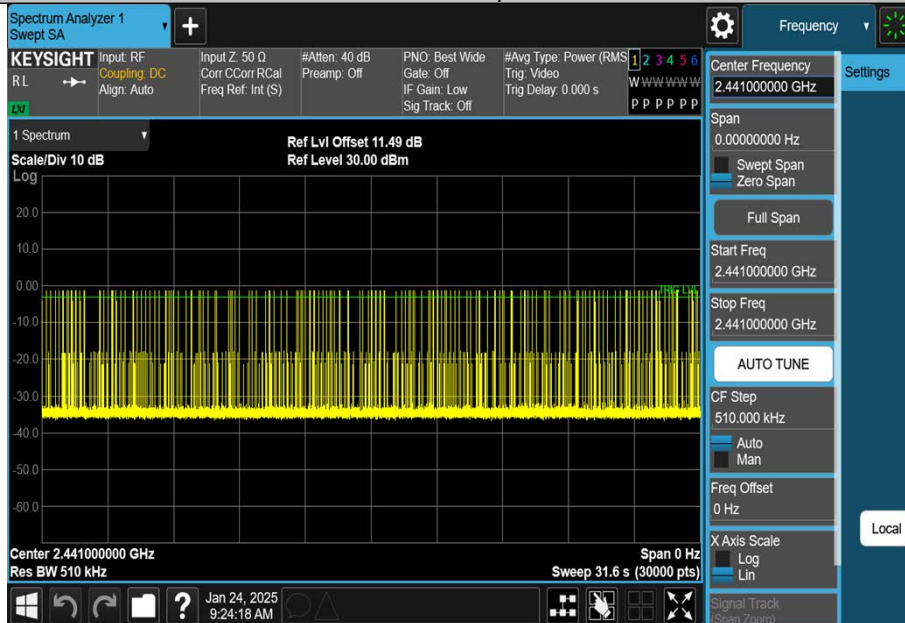 Spectrum Analyzer 1
Swept SA
Frequency
KEYSIGHT
R L
LXI
Input: RF
Coupling: DC
Align: Auto
Input Z: 50 Ω
Corr CCorr RCal
Freq Ref: Int (S)
#Atten: 40 dB
Preamp: Off
PNO: Best Wide
Gate: Off
IF Gain: Low
Sig Track: Off
#Avg Type: Power (RMS
Trig: Video
Trig Delay: 0.000 s
1 2 3 4 5 6
W W W W W W
P P P P P P
1 Spectrum
Scale/Div 10 dB
Log
Ref Lvl Offset 11.49 dB
Ref Level 30.00 dBm
20.0
10.0
0.00
TRIG LVL
-10.0
-20.0
-30.0
-40.0
-50.0
-60.0
Center 2.441000000 GHz
Res BW 510 kHz
Span 0 Hz
Sweep 31.6 s (30000 pts)
Center Frequency
2.441000000 GHz
Settings
Span
0.00000000 Hz
Swept Span
Zero Span
Full Span
Start Freq
2.441000000 GHz
Stop Freq
2.441000000 GHz
AUTO TUNE
CF Step
510.000 kHz
Auto
Man
Freq Offset
0 Hz
X Axis Scale
Log
Lin
Signal Track
(Span Zoom)
Local
?
Jan 24, 2025
9:24:18 AM